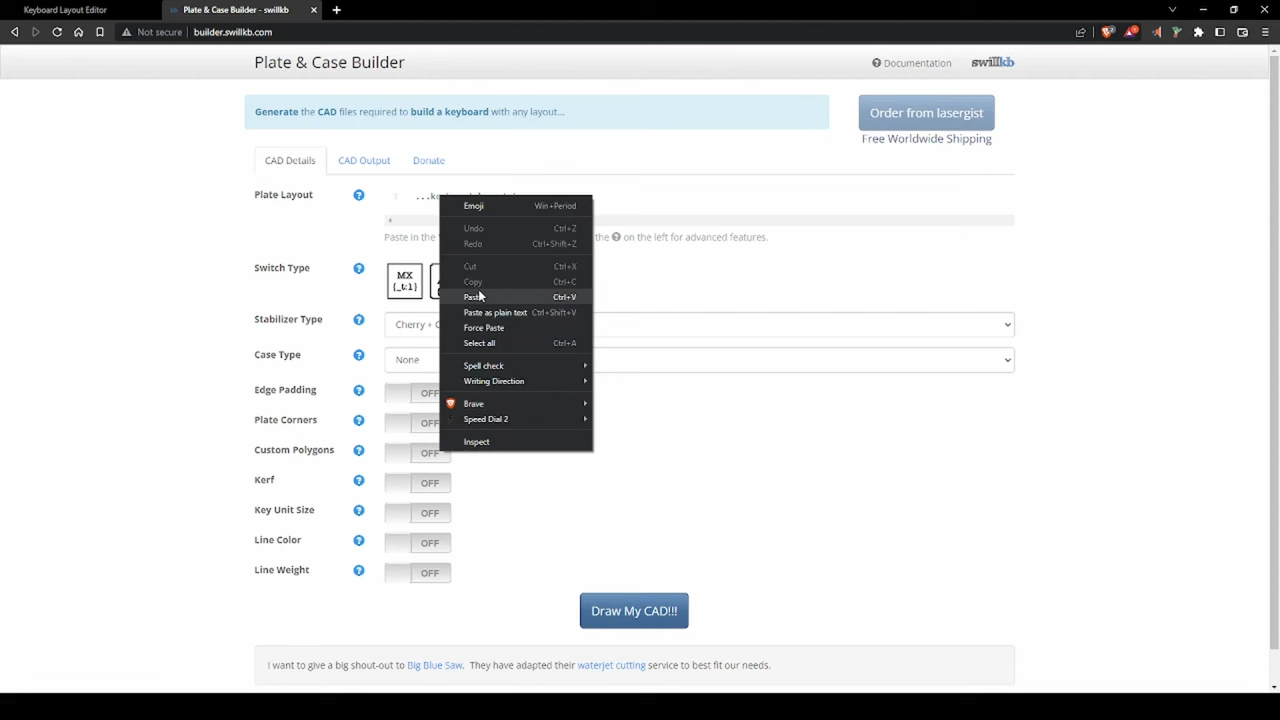 Keyboard Layout Editor
Plate & Case Builder - swillkb
Not secure
builder.swillkb.com
Plate & Case Builder
Documentation
swillkb
Generate the CAD files required to build a keyboard with any layout...
Order from lasergist
Free Worldwide Shipping
CAD Details
CAD Output
Donate
Plate Layout
Paste in the
the ? on the left for advanced features.
Switch Type
MX
{_t:1}
Stabilizer Type
Cherry +
Case Type
None
Edge Padding
OFF
Plate Corners
OFF
Custom Polygons
OFF
Kerf
OFF
Key Unit Size
OFF
Line Color
OFF
Line Weight
OFF
Emoji Win+Period
Undo Ctrl+Z
Redo Ctrl+Shift+Z
Cut Ctrl+X
Copy Ctrl+C
Paste Ctrl+V
Paste as plain text Ctrl+Shift+V
Force Paste
Select all Ctrl+A
Spell check
Writing Direction
Brave
Speed Dial 2
Inspect
Draw My CAD!!!
I want to give a big shout-out to Big Blue Saw. They have adapted their waterjet cutting service to best fit our needs.